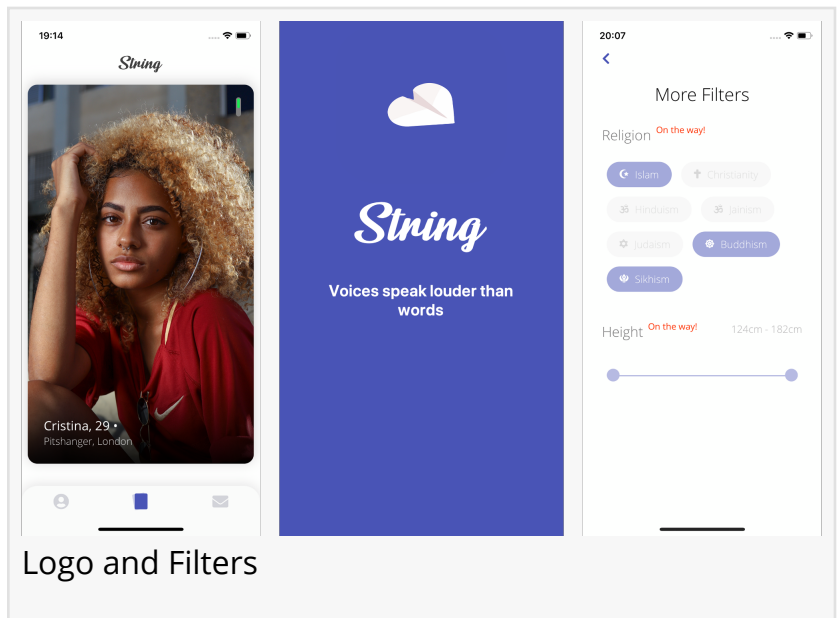 19:14
String
Cristina, 29 •
Pitshanger, London
String
Voices speak louder than
words
20:07
More Filters
Religion On the way!
Islam Christianity
Hinduism Jainism
Judaism Buddhism
Sikhism
Height On the way! 124cm - 182cm
Logo and Filters